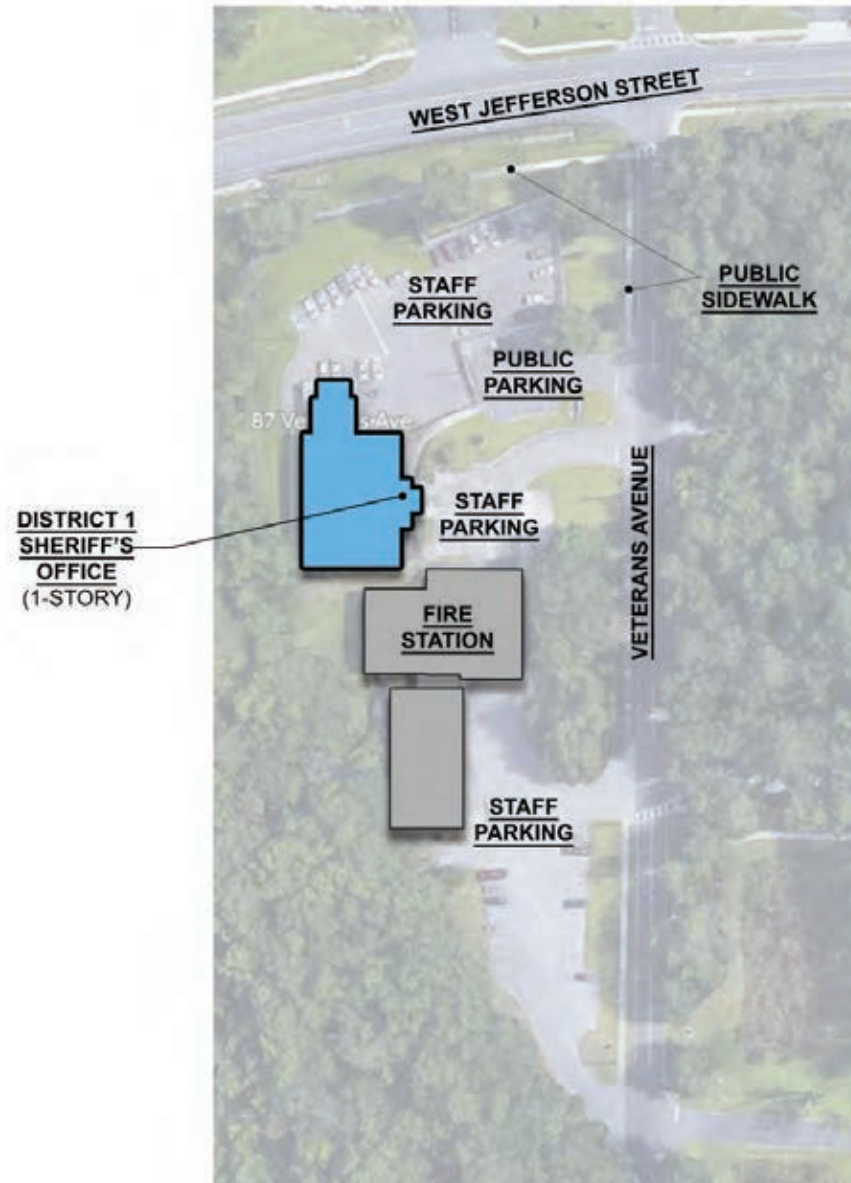 WEST JEFFERSON STREET
STAFF
PARKING
PUBLIC
SIDEWALK
PUBLIC
PARKING
DISTRICT 1
SHERIFF'S
OFFICE
(1-STORY)
STAFF
PARKING
VETERANS AVENUE
FIRE
STATION
STAFF
PARKING